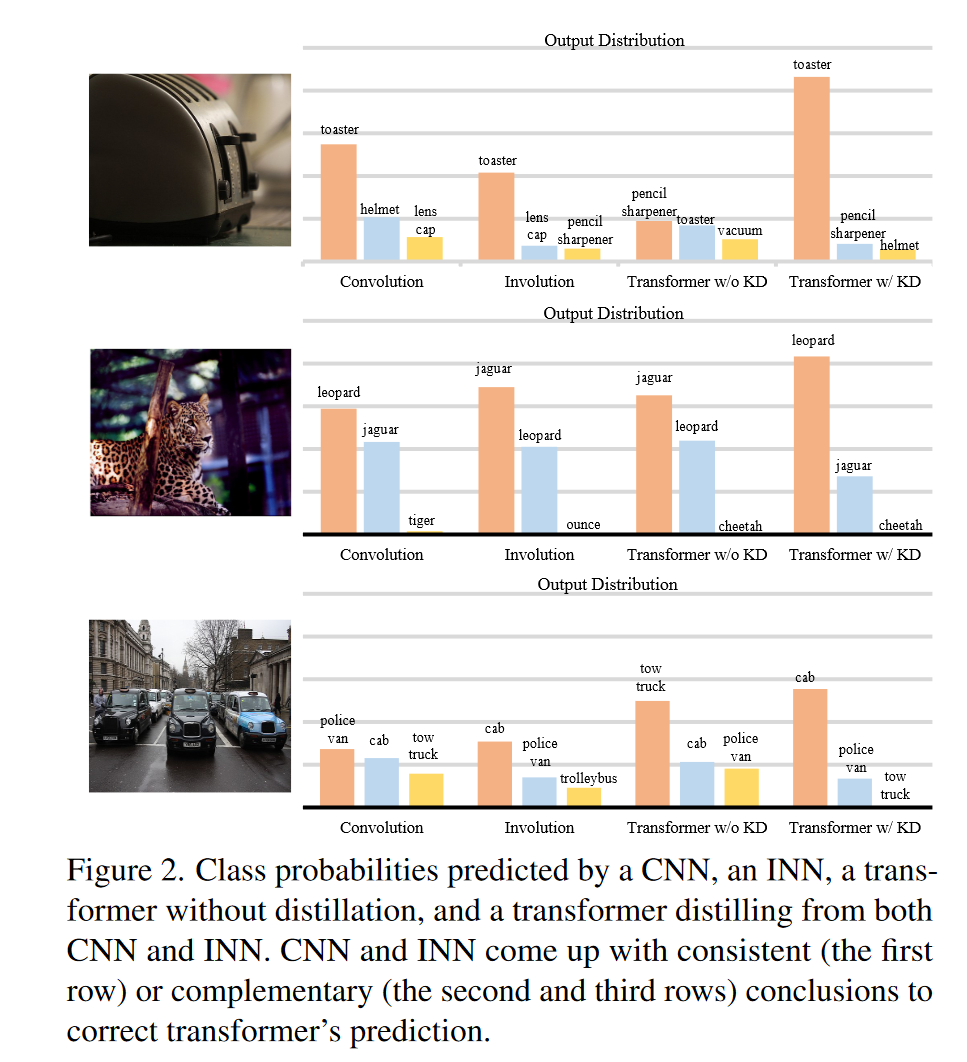 Output Distribution
toaster
toaster
toaster
helmet
lens
cap
lens
cap
pencil
sharpener
pencil
sharpener
toaster
vacuum
pencil
sharpener
helmet
Convolution
Involution
Transformer w/o KD
Transformer w/ KD
Output Distribution
leopard
jaguar
tiger
jaguar
leopard
ounce
jaguar
leopard
cheetah
leopard
jaguar
cheetah
Convolution
Involution
Transformer w/o KD
Transformer w/ KD
Output Distribution
police
van
cab
tow
truck
cab
police
van
trolleybus
tow
truck
cab
police
van
cab
police
van
tow
truck
Convolution
Involution
Transformer w/o KD
Transformer w/ KD
Figure 2. Class probabilities predicted by a CNN, an INN, a trans-
former without distillation, and a transformer distilling from both
CNN and INN. CNN and INN come up with consistent (the first
row) or complementary (the second and third rows) conclusions to
correct transformer's prediction.